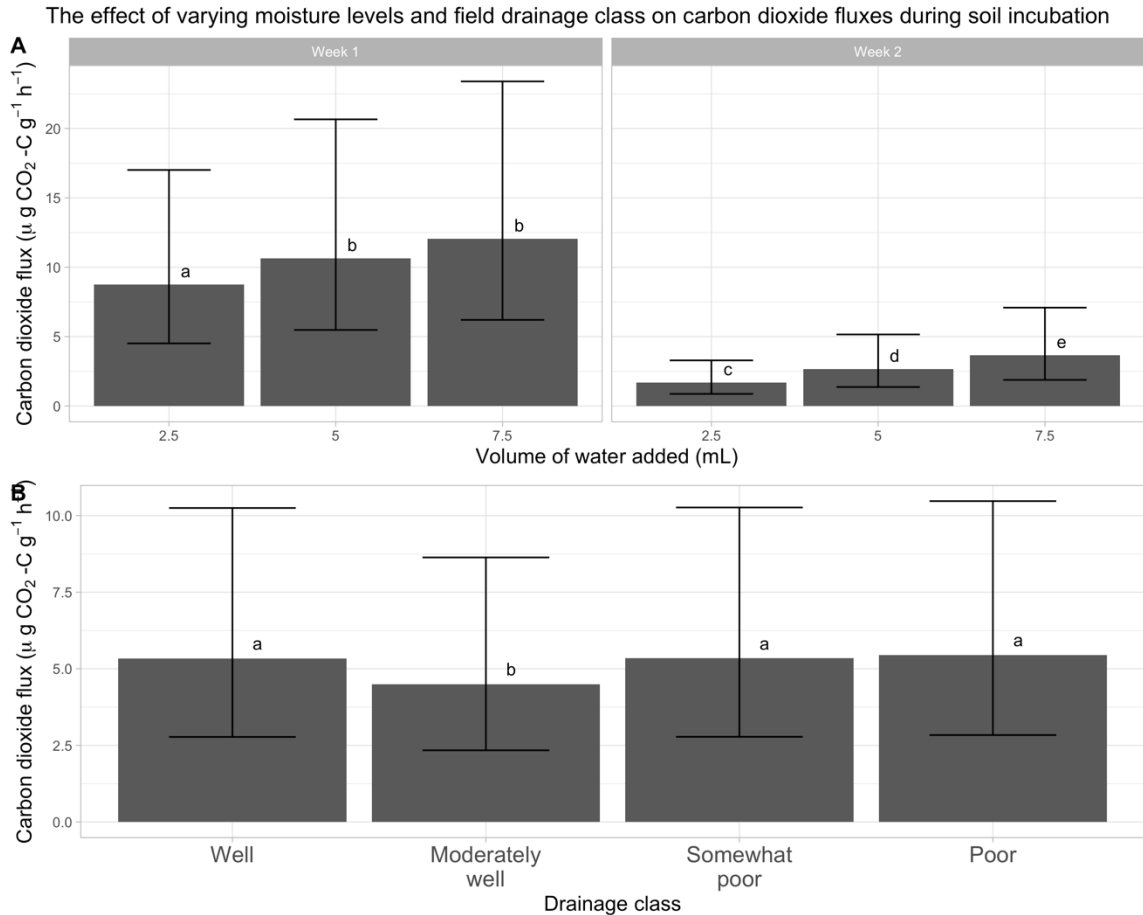 The effect of varying moisture levels and field drainage class on carbon dioxide fluxes during soil incubation
A
Week 1
Week 2
Carbon dioxide flux (μ g CO₂ -C g⁻¹ h⁻¹)
20
15
10
5
0
a
b
b
c
d
e
2.5
5
7.5
2.5
5
7.5
Volume of water added (mL)
B
Carbon dioxide flux (μ g CO₂ -C g⁻¹ h⁻¹)
10.0
7.5
5.0
2.5
0.0
a
b
a
a
Well
Moderately
well
Somewhat
poor
Poor
Drainage class